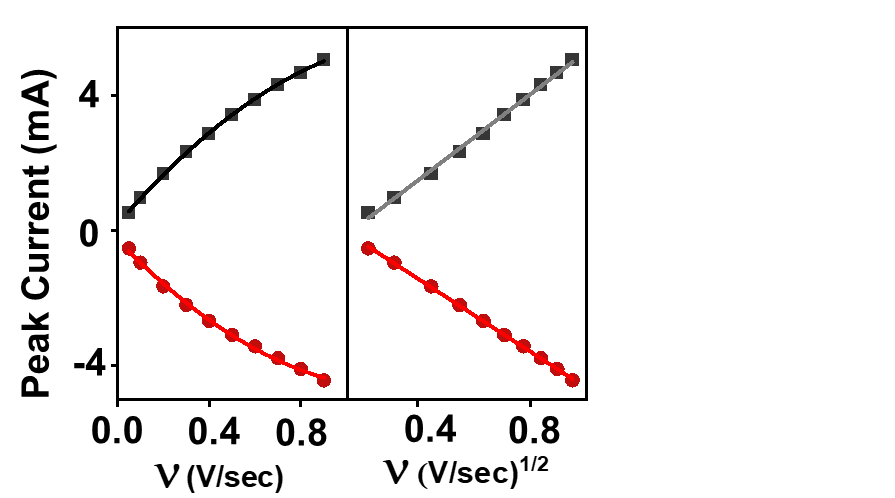 Peak Current (mA)
4
0
-4
0.0 0.4 0.8 0.4 0.8
ν (V/sec) ν (V/sec)1/2